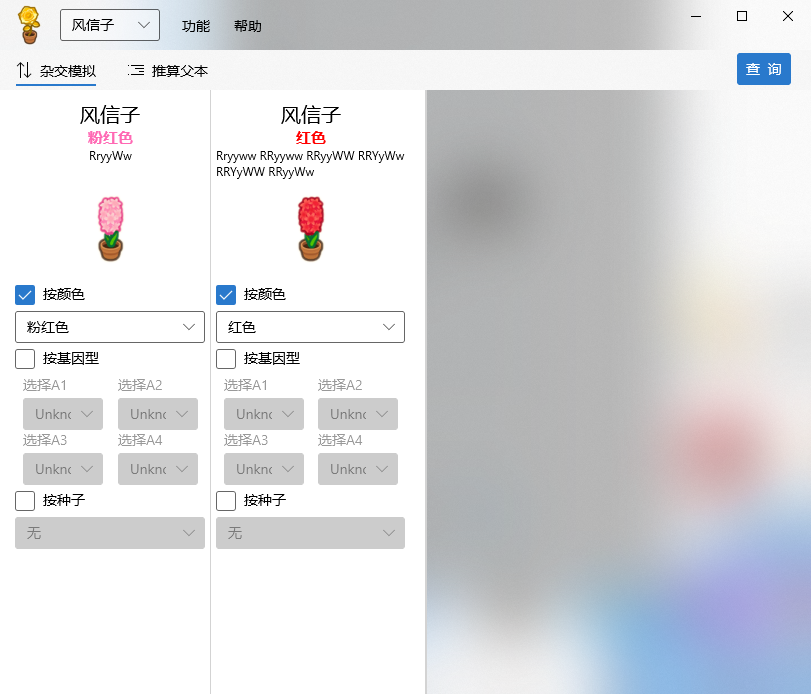 风信子
功能
帮助
杂交模拟
推算父本
查 询
风信子
粉红色
RryyWw
按颜色
粉红色
按基因型
选择A1
选择A2
Unkno
Unkno
选择A3
选择A4
Unkno
Unkno
按种子
无
风信子
红色
Rryyww RRyyww RRyyWW RRYyWw
RRYyWW RRyyWw
按颜色
红色
按基因型
选择A1
选择A2
Unkno
Unkno
选择A3
选择A4
Unkno
Unkno
按种子
无